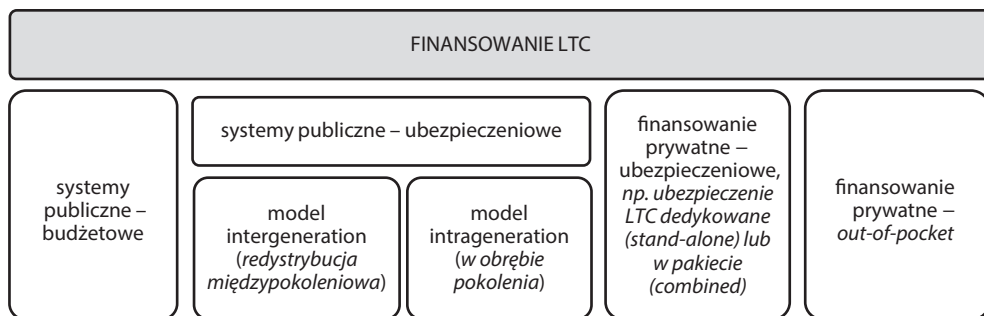 FINANSOWANIE LTC
systemy
publiczne –
budżetowe
systemy publiczne – ubezpieczeniowe
model
intergeneration
(redystrybucja
międzypokoleniowa)
model
intrageneration
(w obrębie
pokolenia)
finansowanie
prywatne –
ubezpieczeniowe,
np. ubezpieczenie
LTC dedykowane
(stand-alone) lub
w pakiecie
(combined)
finansowanie
prywatne –
out-of-pocket